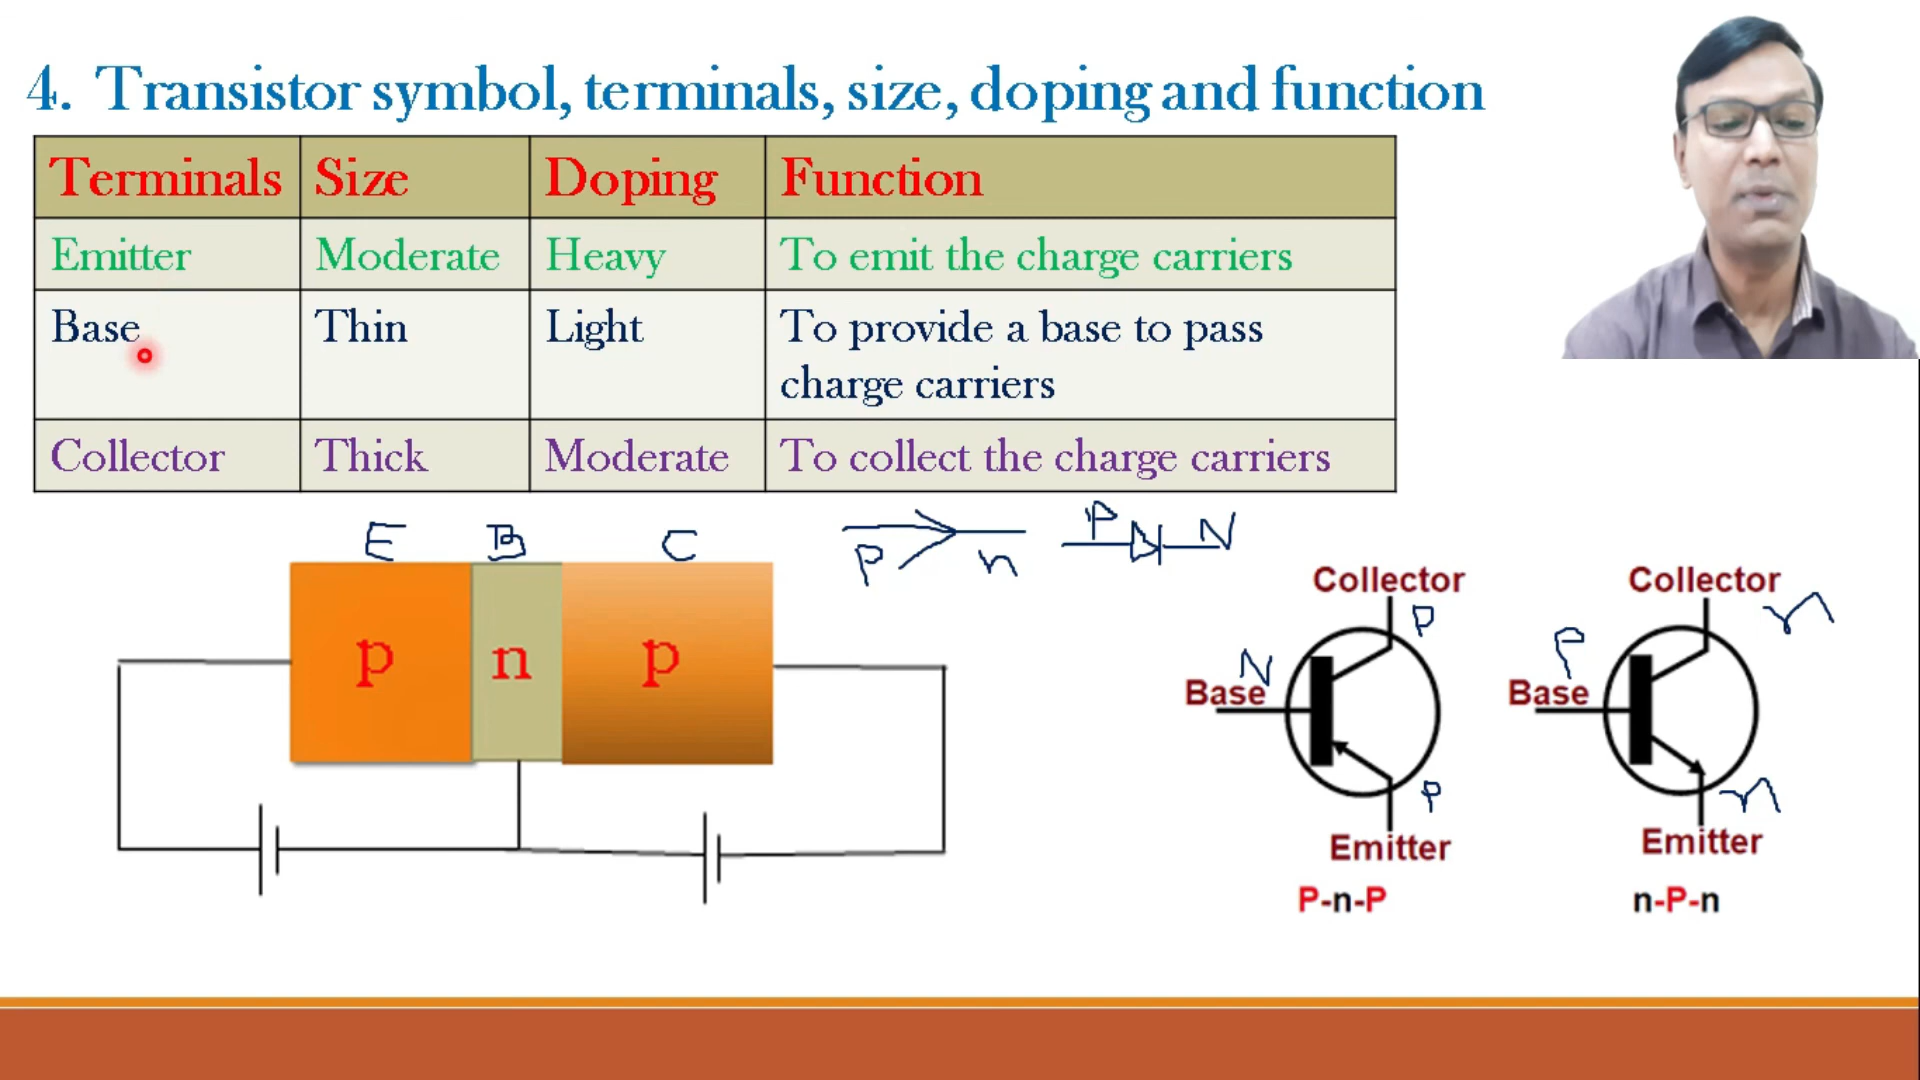 4. Transistor symbol, terminals, size, doping and function
Terminals Size Doping Function
Emitter Moderate Heavy To emit the charge carriers
Base Thin Light To provide a base to pass
charge carriers
Collector Thick Moderate To collect the charge carriers
E B C
P n
P N
p n p
Collector
P
N
Base
P
Emitter
P-n-P
Collector
n
P
Base
n
Emitter
n-P-n